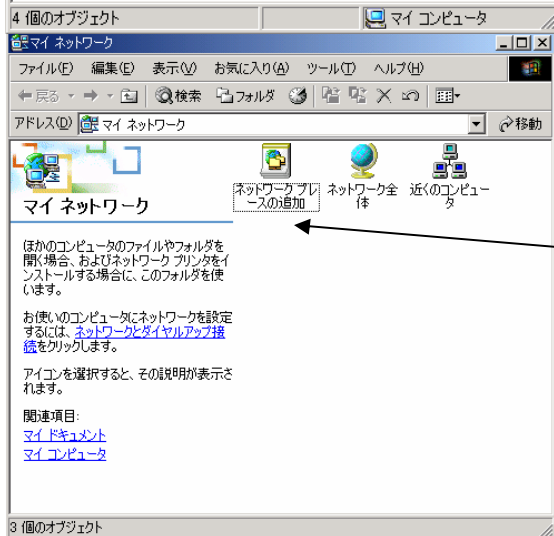 4 個のオブジェクト マイ コンピュータ
マイ ネットワーク
ファイル(F) 編集(E) 表示(V) お気に入り(A) ツール(T) ヘルプ(H)
戻る 検索 フォルダ
アドレス(D) マイ ネットワーク 移動
マイ ネットワーク
ほかのコンピュータのファイルやフォルダを
開く場合、およびネットワーク プリンタをイ
ンストールする場合に、このフォルダを使
います。
お使いのコンピュータにネットワークを設定
するには、ネットワークとダイヤルアップ接
続をクリックします。
アイコンを選択すると、その説明が表示さ
れます。
関連項目:
マイ ドキュメント
マイ コンピュータ
ネットワーク プレ
ースの追加
ネットワーク全
体
近くのコンピュー
タ
3 個のオブジェクト